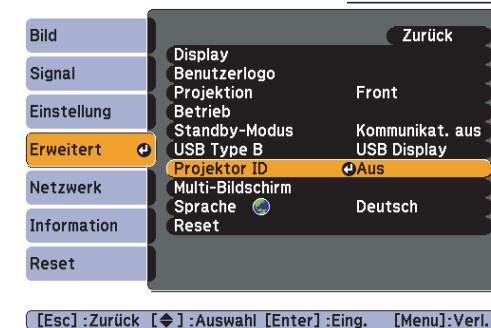 Bild
Signal
Einstellung
Erweitert
Netzwerk
Information
Reset
Zurück
Display
Benutzerlogo
Projektion Front
Betrieb
Standby-Modus Kommunikat. aus
USB Type B USB Display
Projektor ID Aus
Multi-Bildschirm
Sprache Deutsch
Reset
[Esc] :Zurück [◆] :Auswahl [Enter] :Eing. [Menu] :Verl.